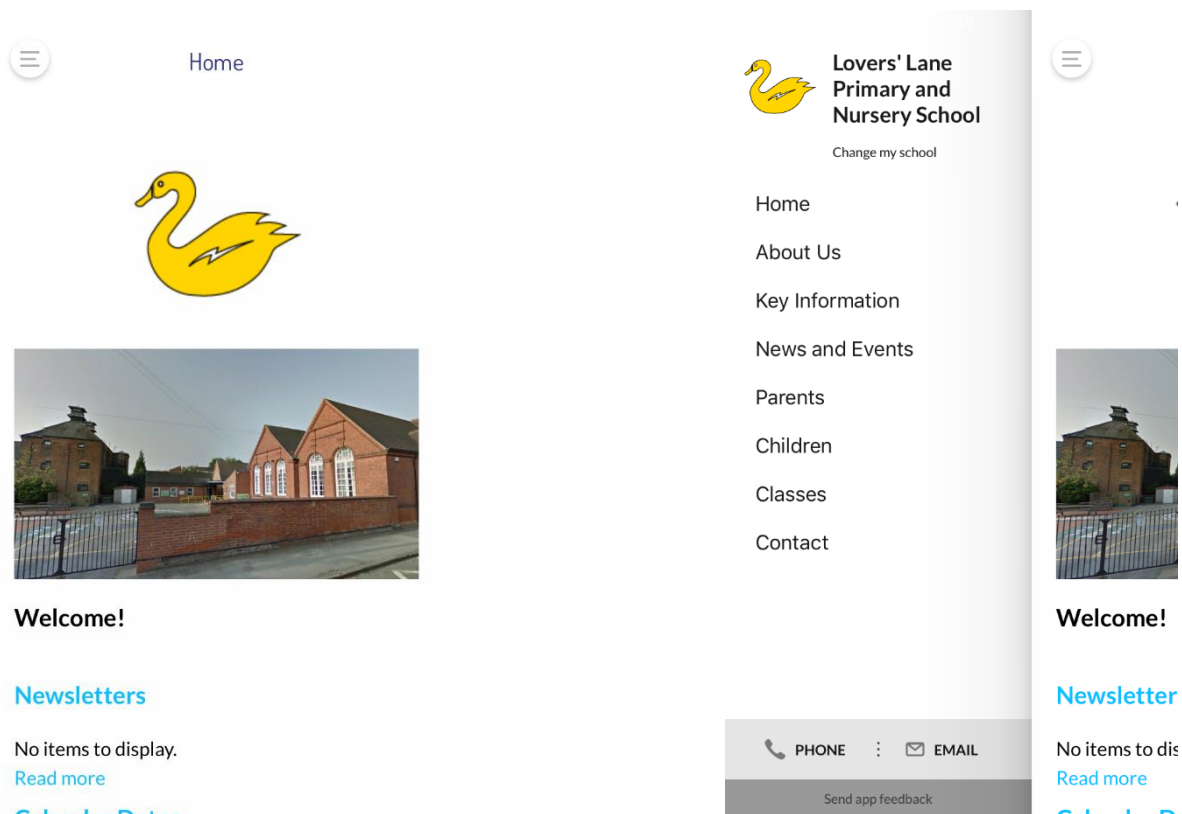 Home
Welcome!
Newsletters
No items to display.
Read more
Lovers' Lane
Primary and
Nursery School
Change my school
Home
About Us
Key Information
News and Events
Parents
Children
Classes
Contact
PHONE
EMAIL
Send app feedback
Welcome!
Newsletter
No items to dis
Read more